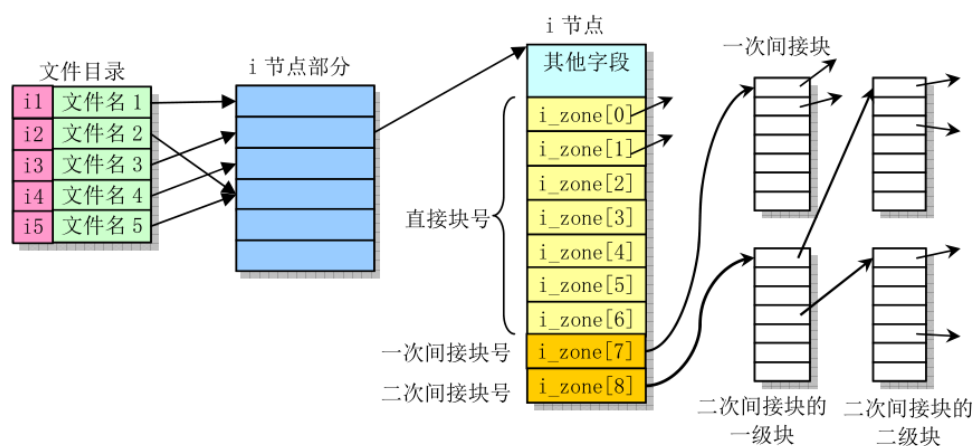 文件目录
i1 文件名 1
i2 文件名 2
i3 文件名 3
i4 文件名 4
i5 文件名 5
i 节点部分
i 节点
其他字段
i_zone[0]
i_zone[1]
i_zone[2]
i_zone[3]
i_zone[4]
i_zone[5]
i_zone[6]
i_zone[7]
i_zone[8]
直接块号
一次间接块号
二次间接块号
一次间接块
二次间接块的
一级块
二次间接块的
二级块